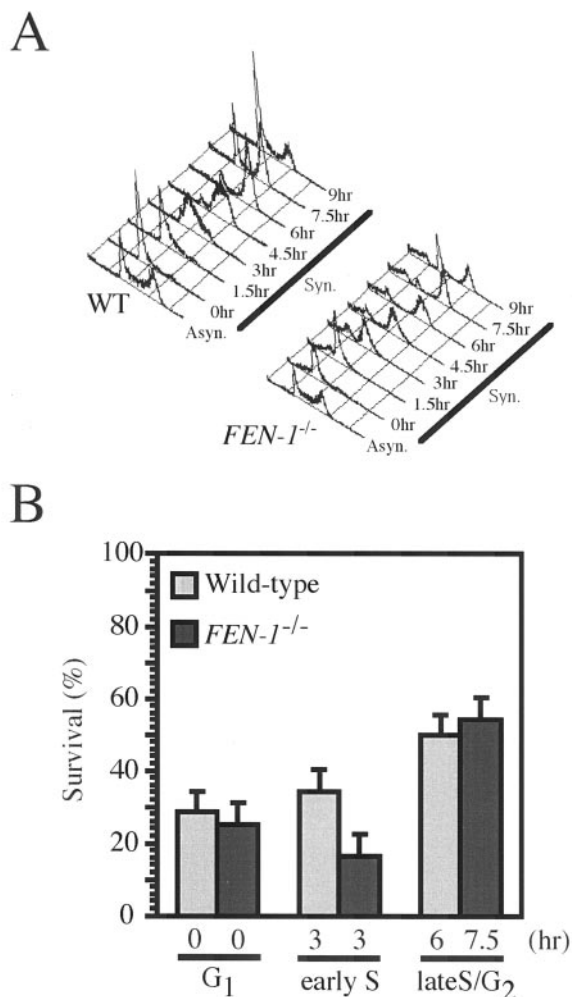 A
9hr
7.5hr
6hr
4.5hr
3hr
1.5hr
0hr
Asyn.
Syn.
WT
9hr
7.5hr
6hr
4.5hr
3hr
1.5hr
0hr
Asyn.
Syn.
FEN-1-/-
B
100
80
60
40
20
0
Survival (%)
Wild-type
FEN-1-/-
0 0 3 3 6 7.5 (hr)
G1 early S lateS/G2